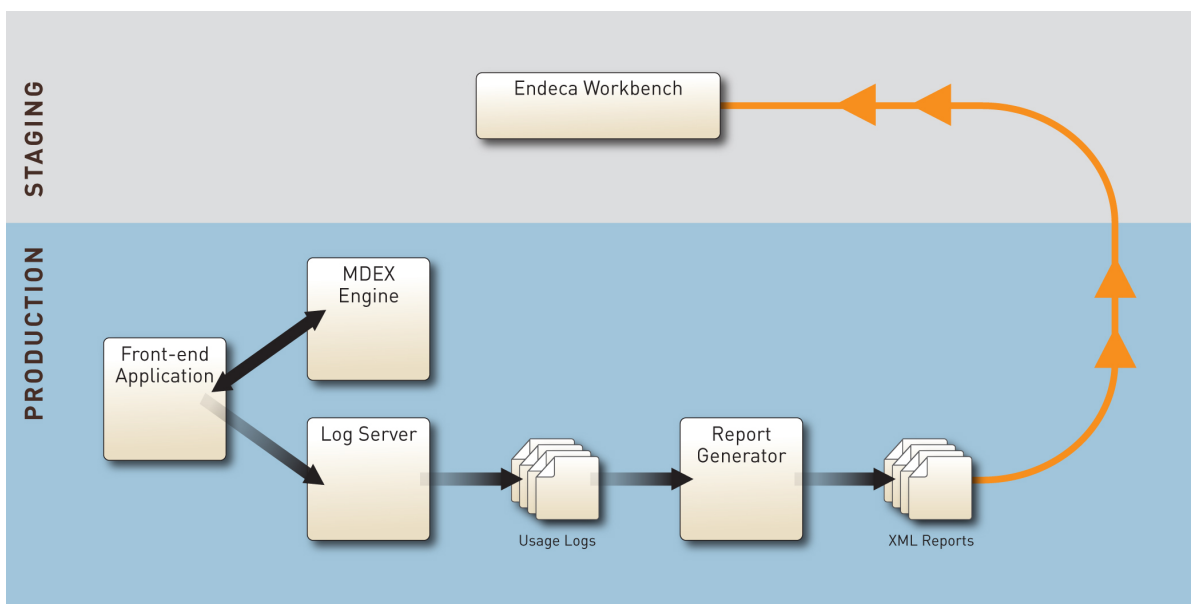 STAGING
Endeca Workbench
PRODUCTION
MDEX
Engine
Front-end
Application
Log Server
Usage Logs
Report
Generator
XML Reports